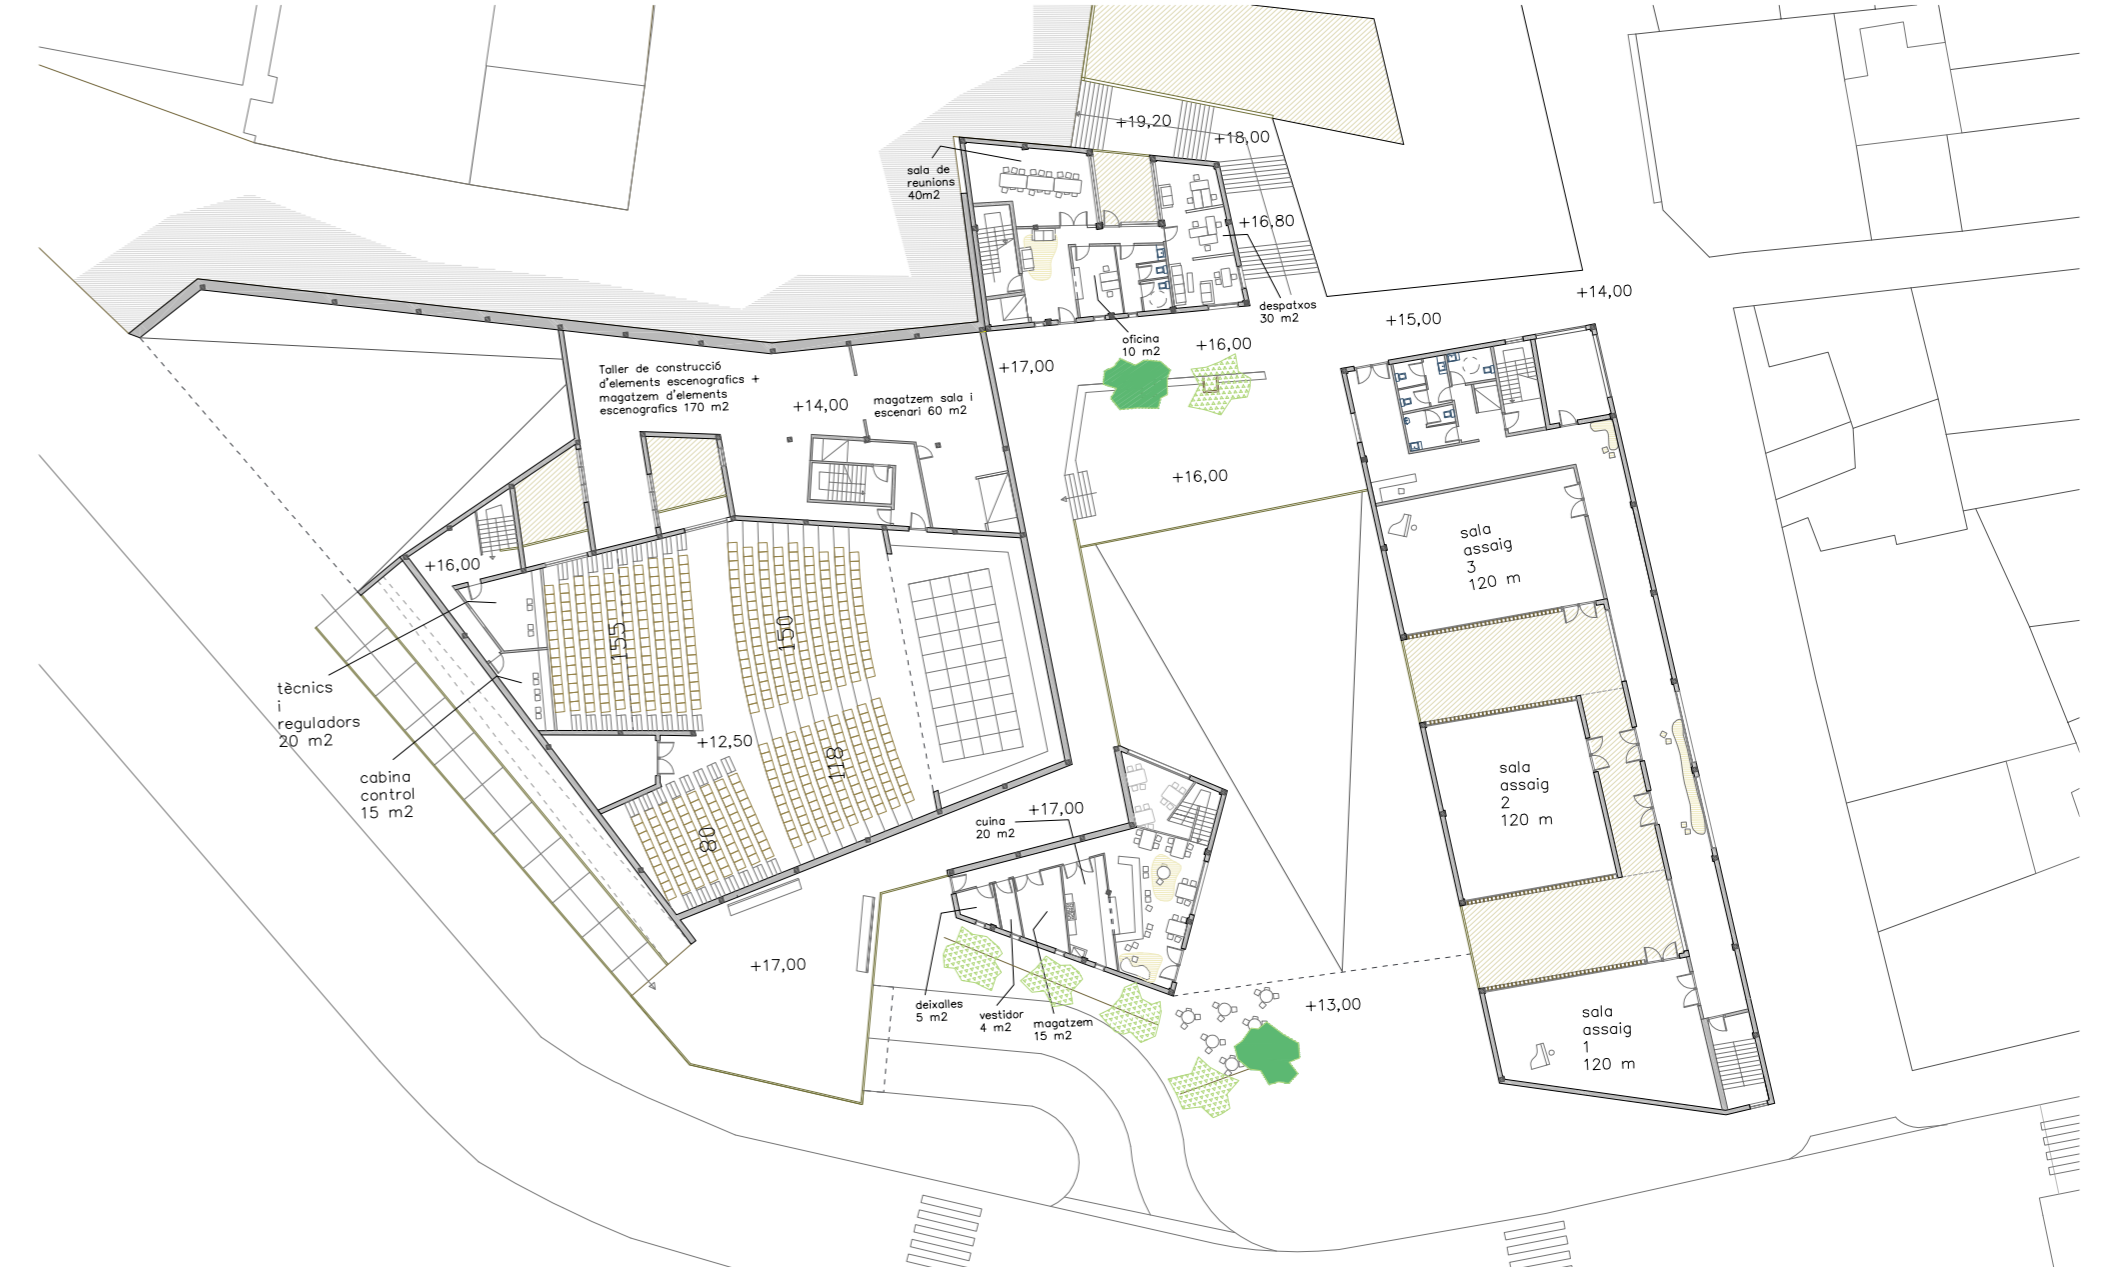 +19,20
+18,00
sala de
reunions
40m2
+16,80
despatxos
30 m2
oficina
10 m2
+14,00
+15,00
+16,00
+17,00
Taller de construcció
d'elements escenografics +
magatzem d'elements
escenografics 170 m2
+14,00
magatzem sala i
escenari 60 m2
+16,00
sala
assaig
3
120 m
+16,00
155
150
tècnics
i
reguladors
20 m2
+12,50
118
cabina
control
15 m2
80
sala
assaig
2
120 m
+17,00
cuina
20 m2
+17,00
deixalles
5 m2
vestidor
4 m2
magatzem
15 m2
+13,00
sala
assaig
1
120 m